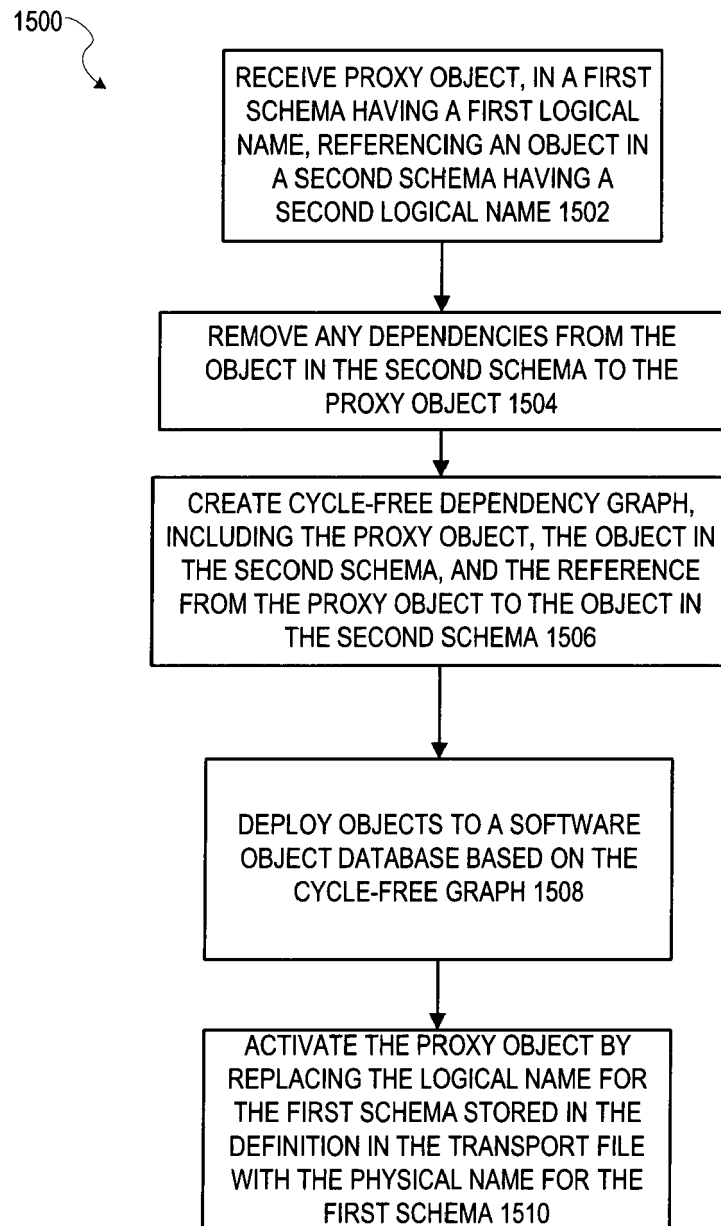 1500
RECEIVE PROXY OBJECT, IN A FIRST
SCHEMA HAVING A FIRST LOGICAL
NAME, REFERENCING AN OBJECT IN
A SECOND SCHEMA HAVING A
SECOND LOGICAL NAME 1502
REMOVE ANY DEPENDENCIES FROM THE
OBJECT IN THE SECOND SCHEMA TO THE
PROXY OBJECT 1504
CREATE CYCLE-FREE DEPENDENCY GRAPH,
INCLUDING THE PROXY OBJECT, THE OBJECT IN
THE SECOND SCHEMA, AND THE REFERENCE
FROM THE PROXY OBJECT TO THE OBJECT IN
THE SECOND SCHEMA 1506
DEPLOY OBJECTS TO A SOFTWARE
OBJECT DATABASE BASED ON THE
CYCLE-FREE GRAPH 1508
ACTIVATE THE PROXY OBJECT BY
REPLACING THE LOGICAL NAME FOR
THE FIRST SCHEMA STORED IN THE
DEFINITION IN THE TRANSPORT FILE
WITH THE PHYSICAL NAME FOR THE
FIRST SCHEMA 1510